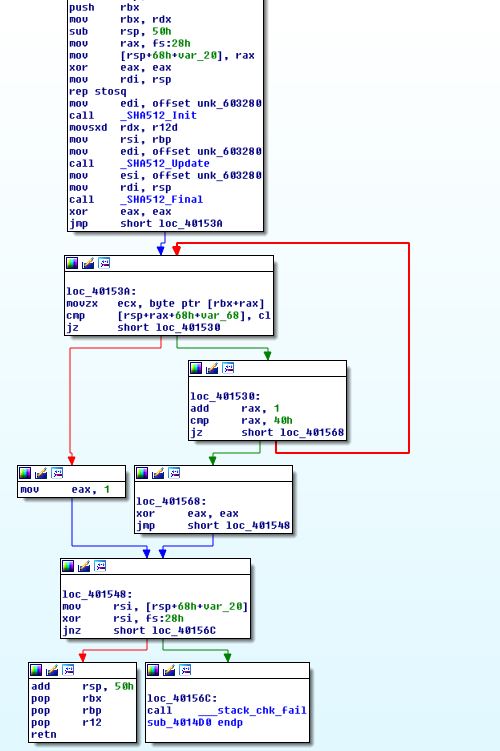 push rbx
mov rbx, rdx
sub rsp, 50h
mov rax, fs:28h
mov [rsp+68h+var_20], rax
xor eax, eax
mov rdi, rsp
rep stosq
mov edi, offset unk_603280
call _SHA512_Init
movsxd rdx, r12d
mov rsi, rbp
mov edi, offset unk_603280
call _SHA512_Update
mov esi, offset unk_603280
mov rdi, rsp
call _SHA512_Final
xor eax, eax
jmp short loc_40153A
loc_40153A:
movzx ecx, byte ptr [rbx+rax]
cmp [rsp+rax+68h+var_68], cl
jz short loc_401530
loc_401530:
add rax, 1
cmp rax, 40h
jz short loc_401568
mov eax, 1
loc_401568:
xor eax, eax
jmp short loc_401548
loc_401548:
mov rsi, [rsp+68h+var_20]
xor rsi, fs:28h
jnz short loc_40156C
add rsp, 50h
pop rbx
pop rbp
pop r12
retn
loc_40156C:
call ___stack_chk_fail
sub_4014D0 endp